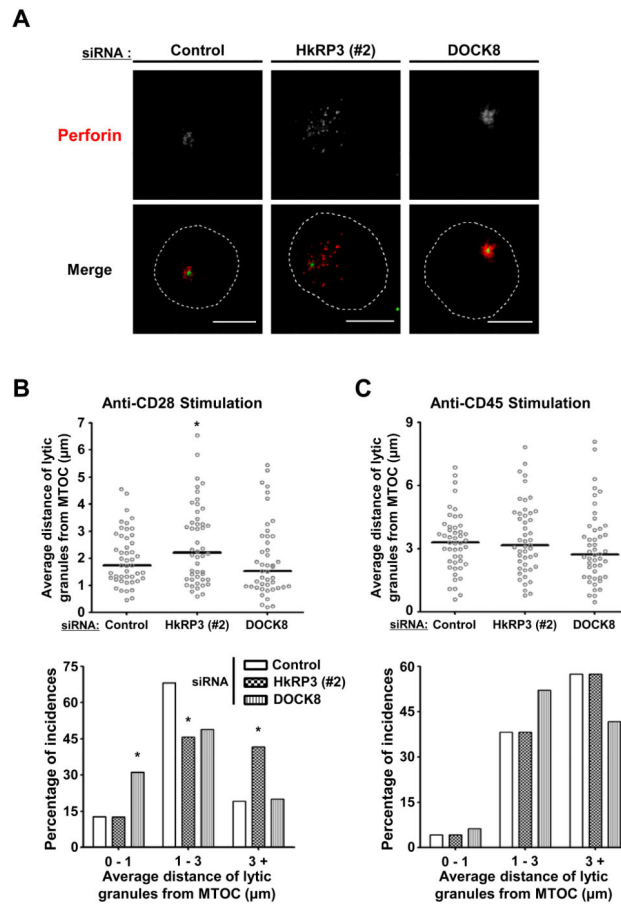 A
siRNA : Control HkRP3 (#2) DOCK8
Perforin
Merge
B
Anti-CD28 Stimulation
Average distance of lytic
granules from MTOC (µm)
7
6
5
4
3
2
1
0
*
siRNA: Control HkRP3 (#2) DOCK8
Percentage of incidences
75
60
45
30
15
00
siRNA
Control
HkRP3 (#2)
DOCK8
*
*
*
0 - 1 1 - 3 3 +
Average distance of lytic
granules from MTOC (µm)
C
Anti-CD45 Stimulation
Average distance of lytic
granules from MTOC (µm)
9
6
3
0
siRNA: Control HkRP3 (#2) DOCK8
Percentage of incidences
60
45
30
15
00
0 - 1 1 - 3 3 +
Average distance of lytic
granules from MTOC (µm)